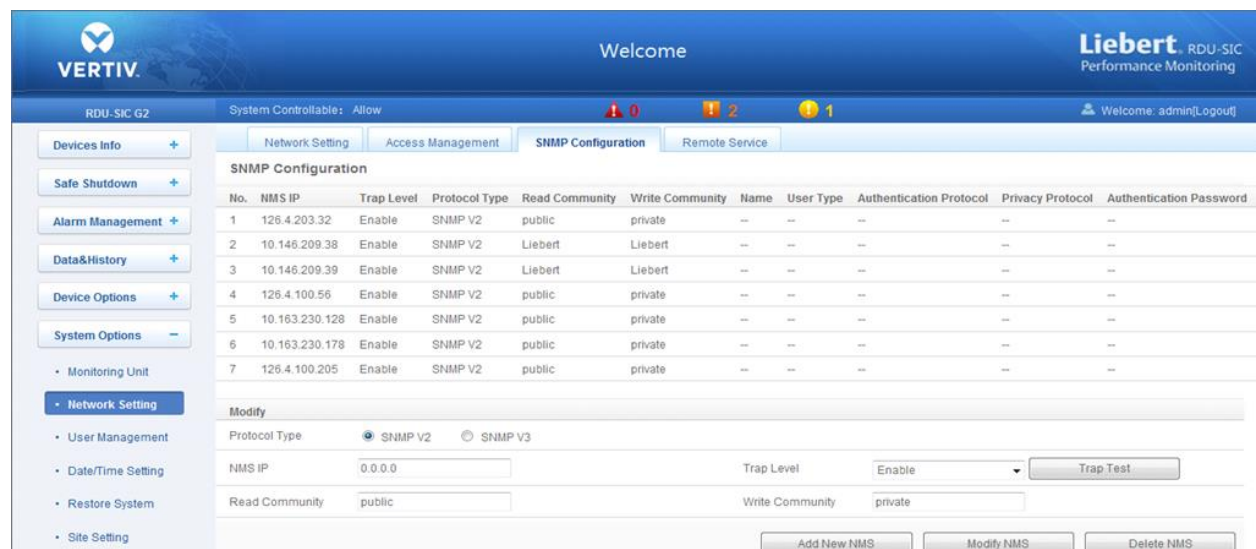 VERTIV.
Welcome
Liebert. RDU-SIC
Performance Monitoring
RDU-SIC G2
System Controllable: Allow
0
2
1
Welcome: admin[Logout]
Devices Info +
Safe Shutdown +
Alarm Management +
Data&History +
Device Options +
System Options −
• Monitoring Unit
• Network Setting
• User Management
• Date/Time Setting
• Restore System
• Site Setting
Network Setting Access Management SNMP Configuration Remote Service
SNMP Configuration
No. NMS IP Trap Level Protocol Type Read Community Write Community Name User Type Authentication Protocol Privacy Protocol Authentication Password
1 126.4.203.32 Enable SNMP V2 public private -- -- -- -- --
2 10.146.209.38 Enable SNMP V2 Liebert Liebert -- -- -- -- --
3 10.146.209.39 Enable SNMP V2 Liebert Liebert -- -- -- -- --
4 126.4.100.56 Enable SNMP V2 public private -- -- -- -- --
5 10.163.230.128 Enable SNMP V2 public private -- -- -- -- --
6 10.163.230.178 Enable SNMP V2 public private -- -- -- -- --
7 126.4.100.205 Enable SNMP V2 public private -- -- -- -- --
Modify
Protocol Type SNMP V2 SNMP V3
NMS IP 0.0.0.0 Trap Level Enable Trap Test
Read Community public Write Community private
Add New NMS Modify NMS Delete NMS